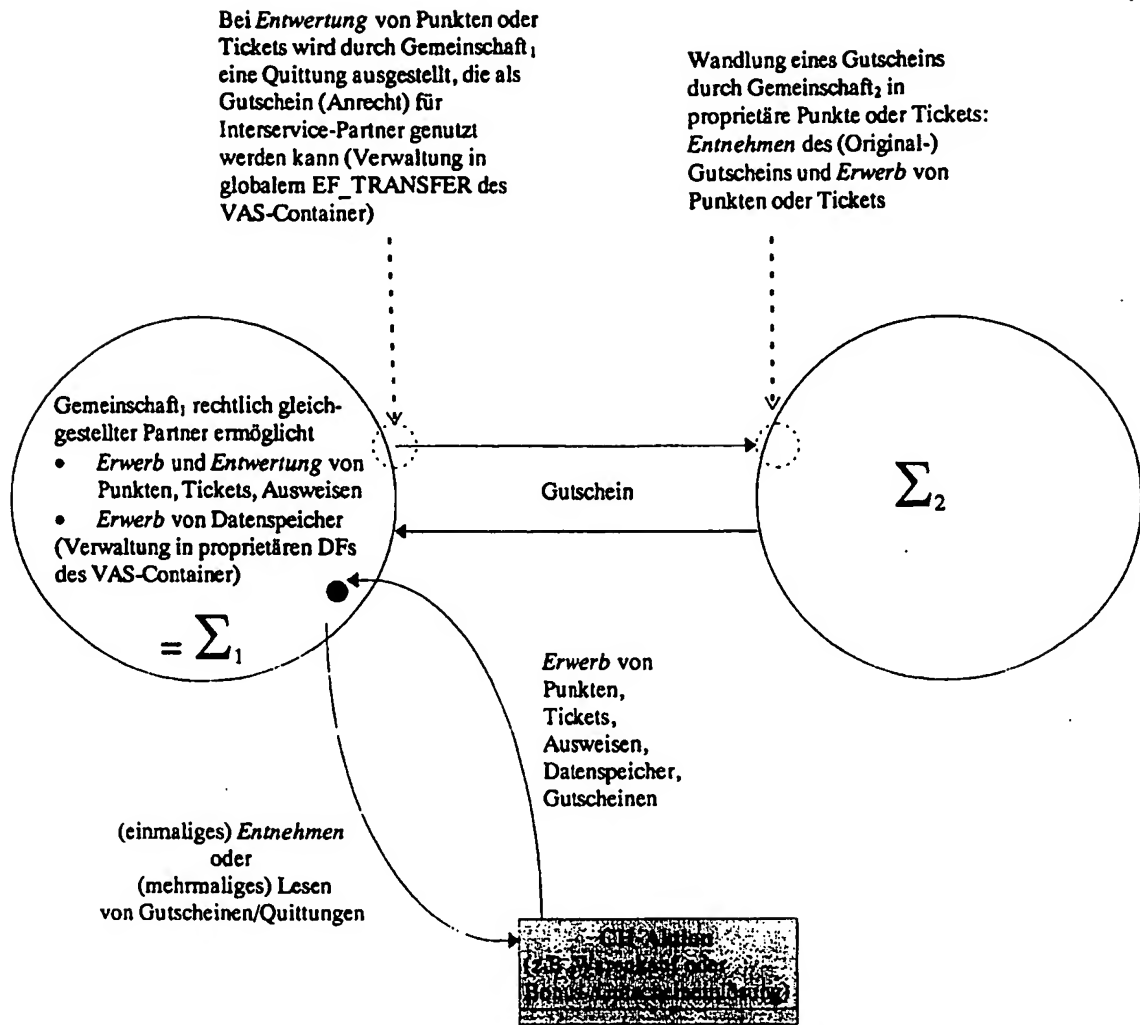 Bei Entwertung von Punkten oder
Tickets wird durch Gemeinschaft₁
eine Quittung ausgestellt, die als
Gutschein (Anrecht) für
Interservice-Partner genutzt
werden kann (Verwaltung in
globalem EF_TRANSFER des
VAS-Container)
Wandlung eines Gutscheins
durch Gemeinschaft₂ in
proprietäre Punkte oder Tickets:
Entnehmen des (Original-)
Gutscheins und Erwerb von
Punkten oder Tickets
Gemeinschaft₁ rechtlich gleich-
gestellter Partner ermöglicht
• Erwerb und Entwertung von
Punkten, Tickets, Ausweisen
• Erwerb von Datenspeicher
(Verwaltung in proprietären DFs
des VAS-Container)
= Σ₁
Gutschein
Σ₂
Erwerb von
Punkten,
Tickets,
Ausweisen,
Datenspeicher,
Gutscheinen
(einmaliges) Entnehmen
oder
(mehrmaliges) Lesen
von Gutscheinen/Quittungen
CH-Aktion
(z.B. Warenkauf oder